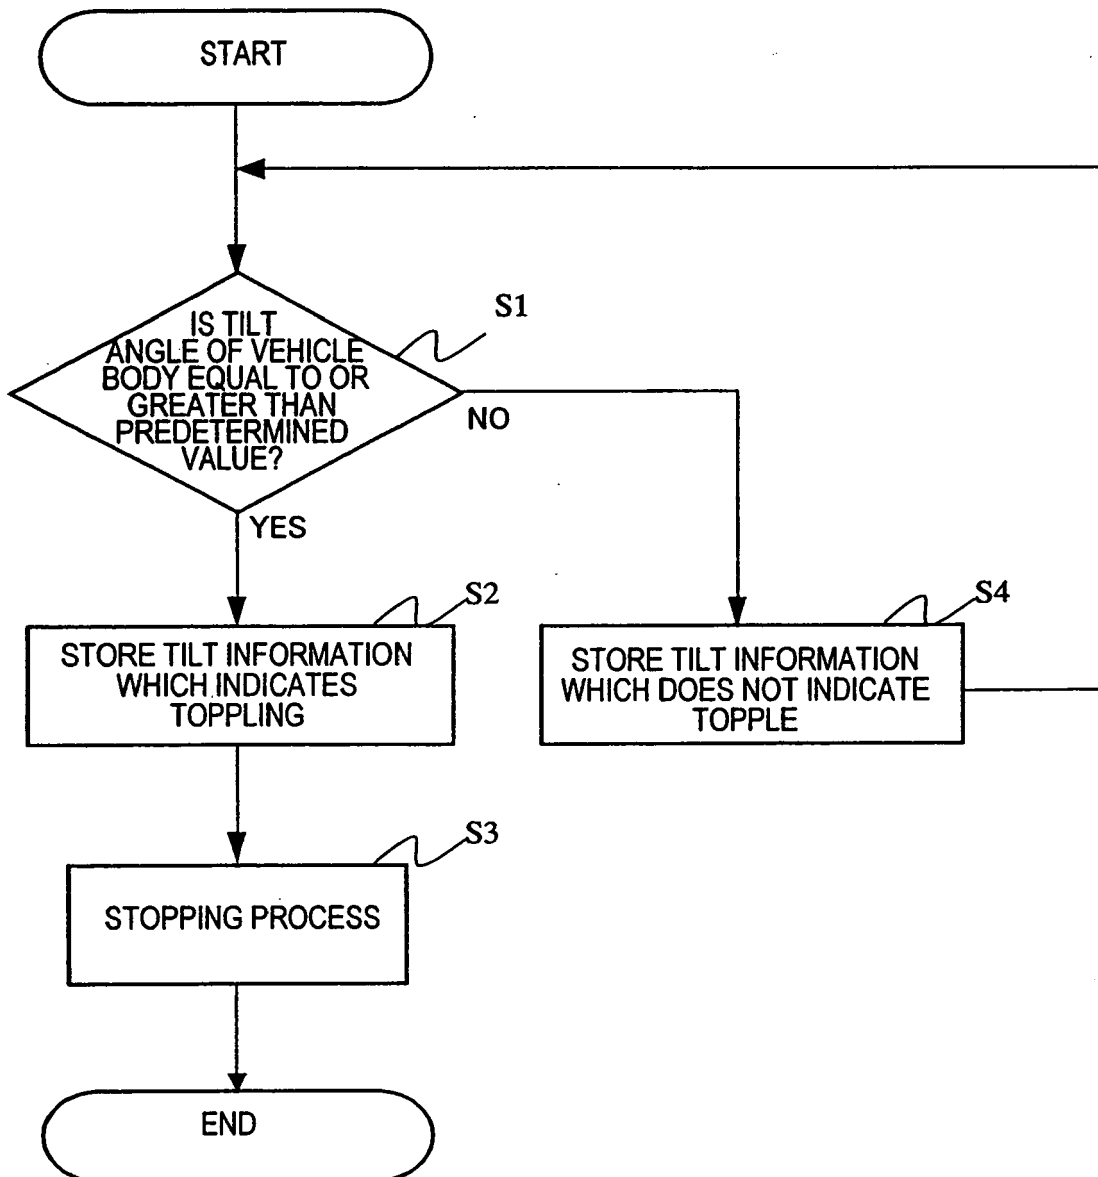 START
S1
IS TILT
ANGLE OF VEHICLE
BODY EQUAL TO OR
GREATER THAN
PREDETERMINED
VALUE?
NO
YES
S2
STORE TILT INFORMATION
WHICH INDICATES
TOPPLING
S4
STORE TILT INFORMATION
WHICH DOES NOT INDICATE
TOPPLE
S3
STOPPING PROCESS
END